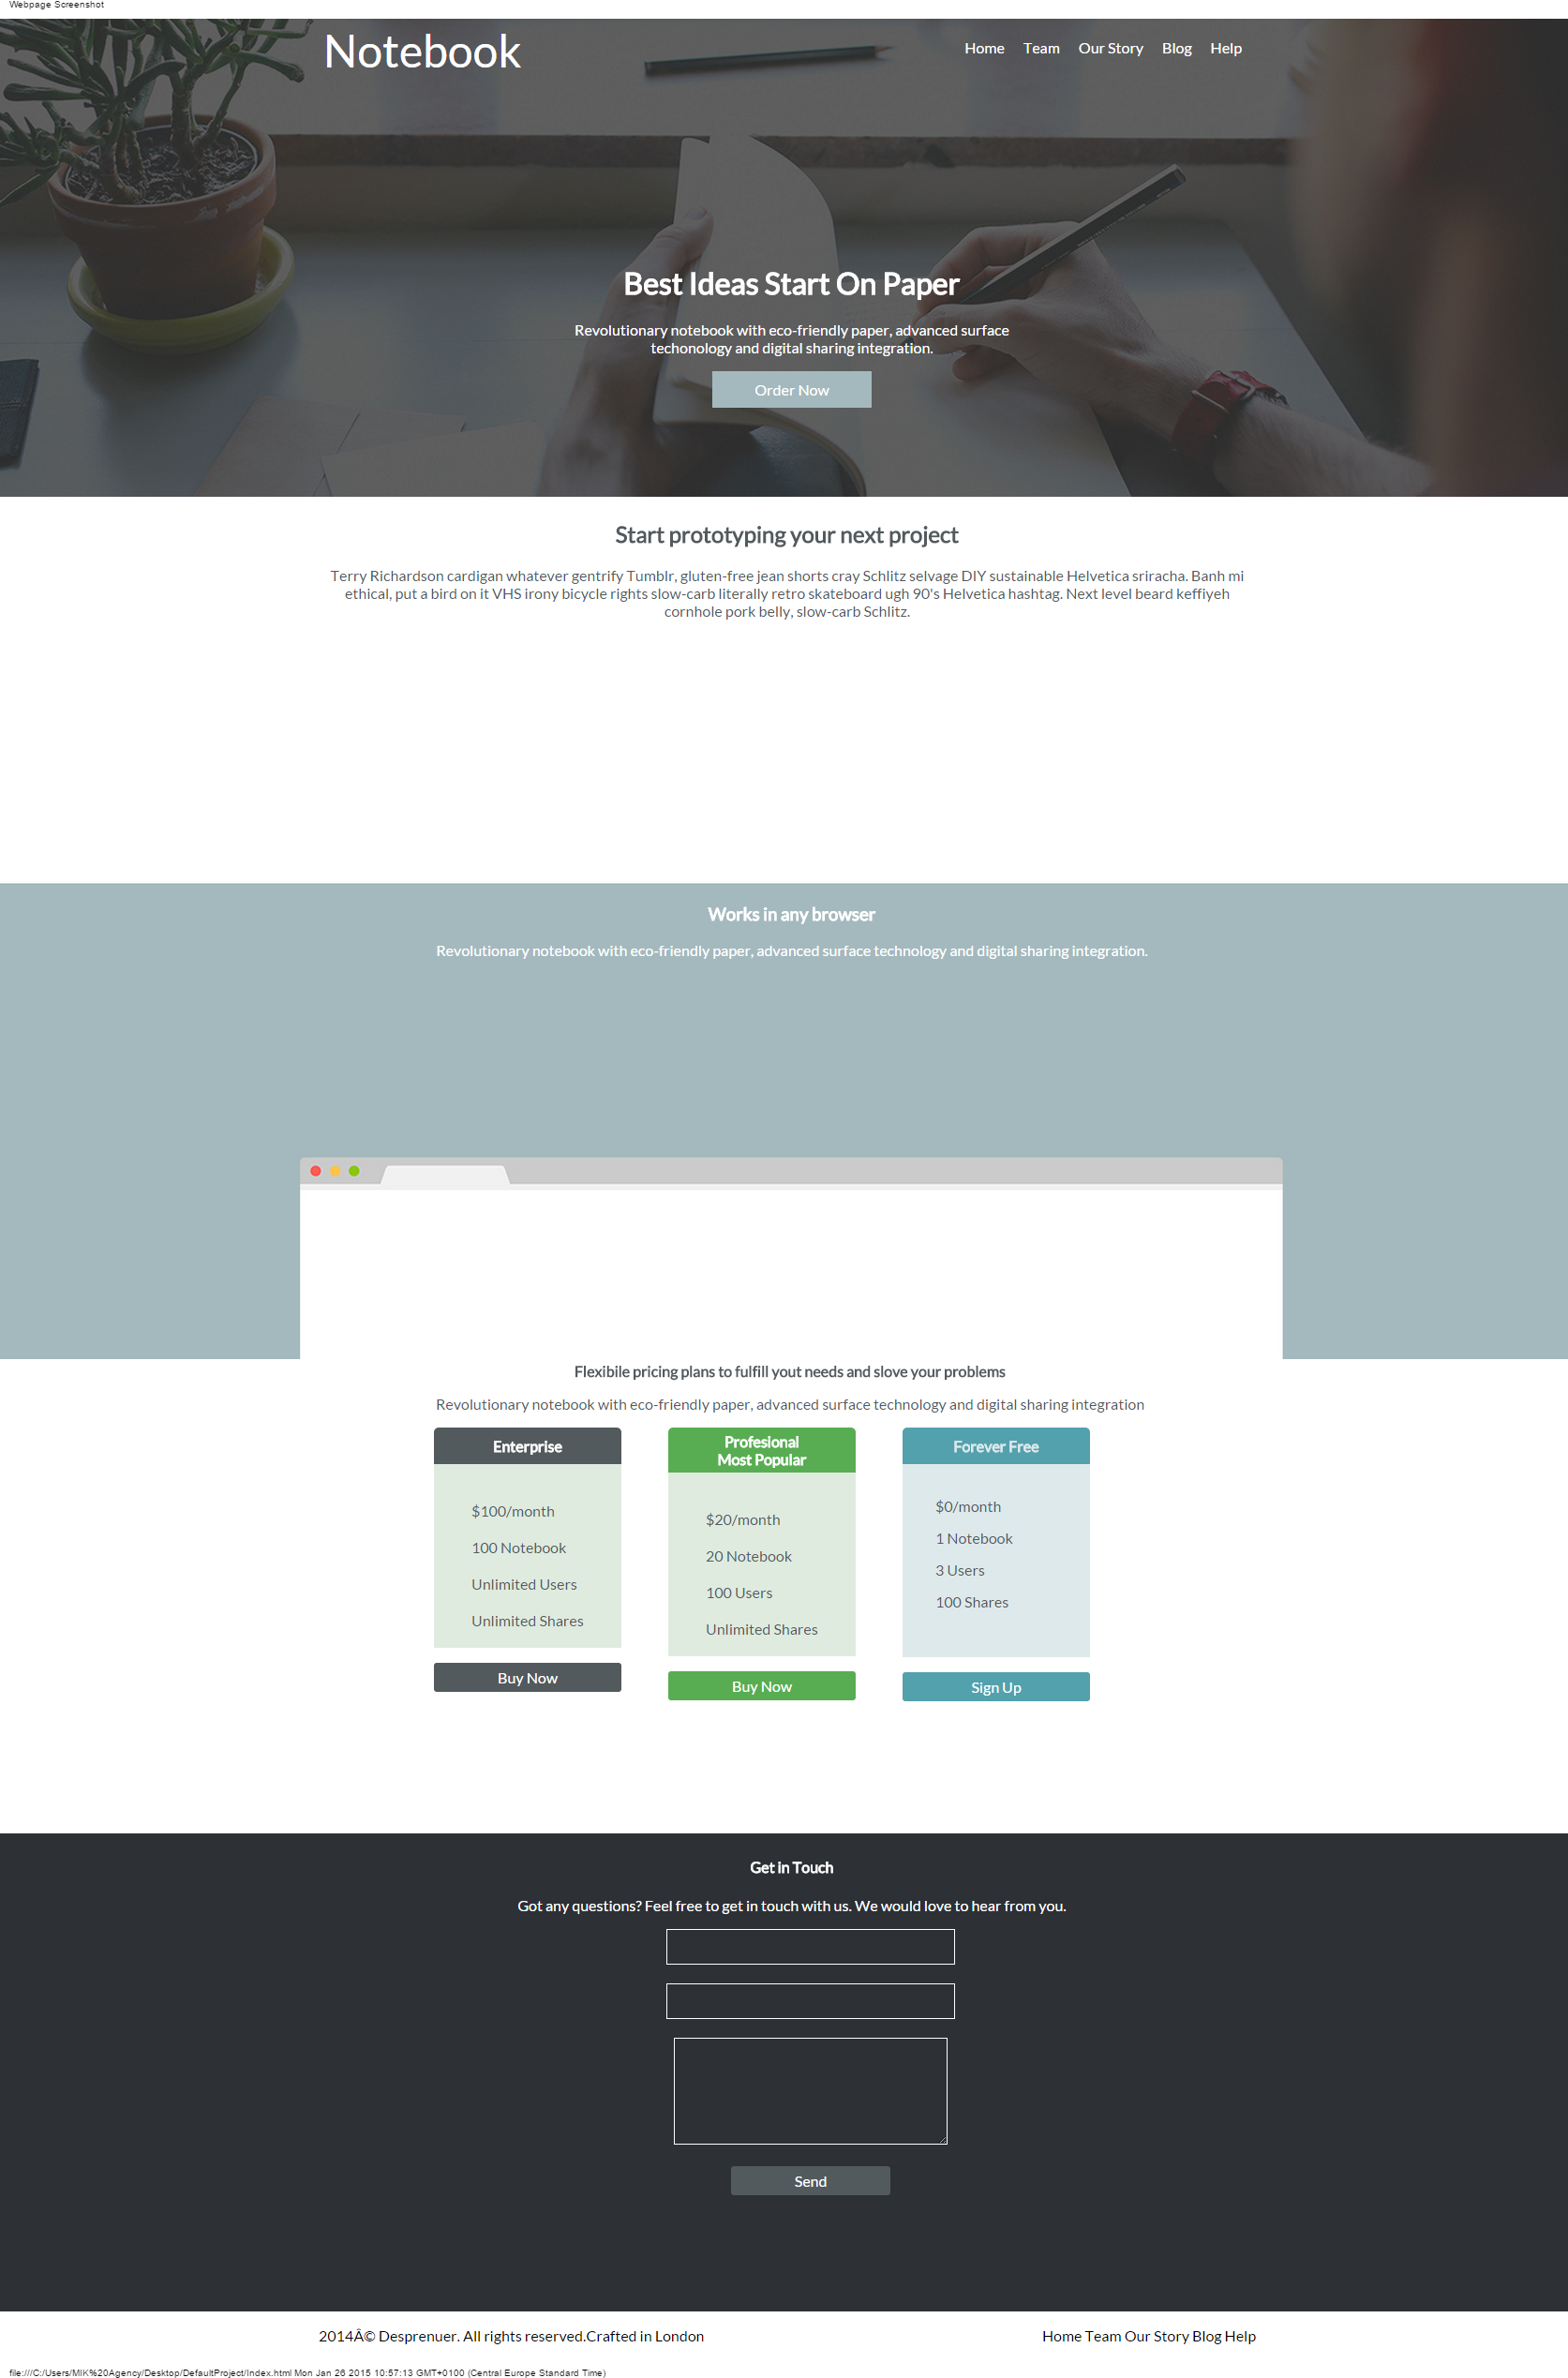 Webpage Screenshot
Notebook
Home Team Our Story Blog Help
Best Ideas Start On Paper
Revolutionary notebook with eco-friendly paper, advanced surface
techonology and digital sharing integration.
Order Now
Start prototyping your next project
Terry Richardson cardigan whatever gentrify Tumblr, gluten-free jean shorts cray Schlitz selvage DIY sustainable Helvetica sriracha. Banh mi
ethical, put a bird on it VHS irony bicycle rights slow-carb literally retro skateboard ugh 90's Helvetica hashtag. Next level beard keffiyeh
cornhole pork belly, slow-carb Schlitz.
Works in any browser
Revolutionary notebook with eco-friendly paper, advanced surface technology and digital sharing integration.
Flexibile pricing plans to fulfill yout needs and slove your problems
Revolutionary notebook with eco-friendly paper, advanced surface technology and digital sharing integration
Enterprise
$100/month
100 Notebook
Unlimited Users
Unlimited Shares
Buy Now
Profesional
Most Popular
$20/month
20 Notebook
100 Users
Unlimited Shares
Buy Now
Forever Free
$0/month
1 Notebook
3 Users
100 Shares
Sign Up
Get in Touch
Got any questions? Feel free to get in touch with us. We would love to hear from you.
Send
2014Â© Desprenuer. All rights reserved.Crafted in London
Home Team Our Story Blog Help
file:///C:/Users/MIK%20Agency/Desktop/DefaultProject/Index.html Mon Jan 26 2015 10:57:13 GMT+0100 (Central Europe Standard Time)